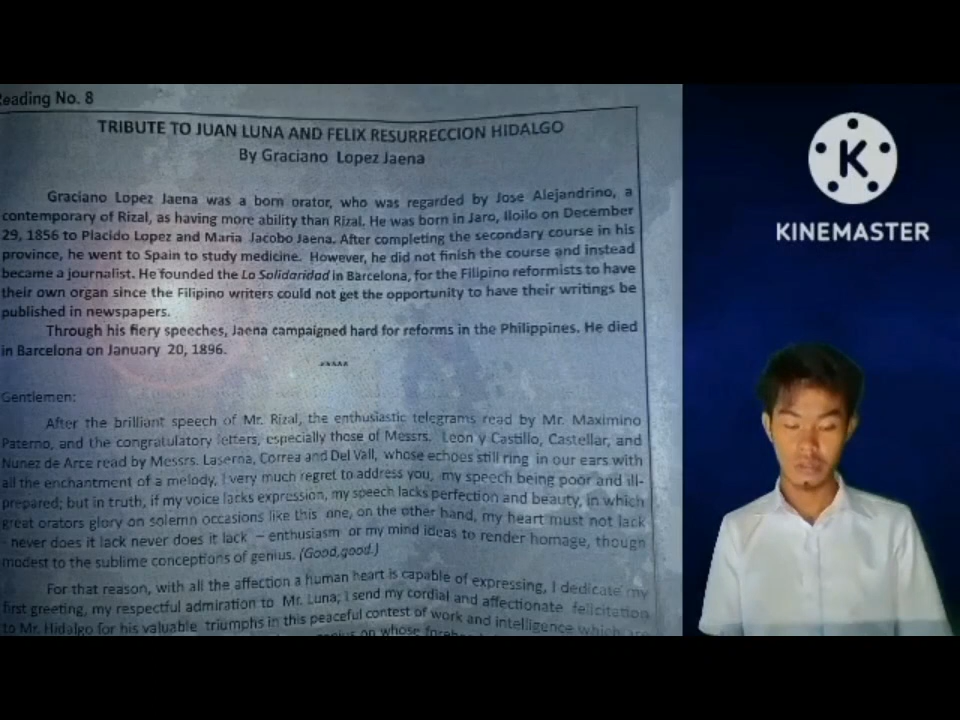 eading No. 8
TRIBUTE TO JUAN LUNA AND FELIX RESURRECCION HIDALGO
By Graciano Lopez Jaena
Graciano Lopez Jaena was a born orator, who was regarded by Jose Alejandrino, a
contemporary of Rizal, as having more ability than Rizal. He was born in Jaro, Iloilo on December
29, 1856 to Placido Lopez and Maria Jacobo Jaena. After completing the secondary course in his
province, he went to Spain to study medicine. However, he did not finish the course and instead
became a journalist. He founded the La Solidaridad in Barcelona, for the Filipino reformists to have
their own organ since the Filipino writers could not get the opportunity to have their writings be
published in newspapers.
Through his fiery speeches, Jaena campaigned hard for reforms in the Philippines. He died
in Barcelona on January 20, 1896.
^^^^^
Gentlemen:
After the brilliant speech of Mr. Rizal, the enthusiastic telegrams read by Mr. Maximino
Paterno, and the congratulatory letters, especially those of Messrs. Leon y Castillo, Castellar, and
Nunez de Arce read by Messrs. Laserna, Correa and Del Vall, whose echoes still ring in our ears with
all the enchantment of a melody, I very much regret to address you, my speech being poor and ill-
prepared; but in truth, if my voice lacks expression, my speech lacks perfection and beauty, in which
great orators glory on solemn occasions like this one, on the other hand, my heart must not lack
- never does it lack never does it lack – enthusiasm or my mind ideas to render homage, though
modest to the sublime conceptions of genius. (Good,good.)
For that reason, with all the affection a human heart is capable of expressing, I dedicate my
first greeting, my respectful admiration to Mr. Luna; I send my cordial and affectionate felicitation
to Mr. Hidalgo for his valuable triumphs in this peaceful contest of work and intelligence which are
on whose
K
KINEMASTER